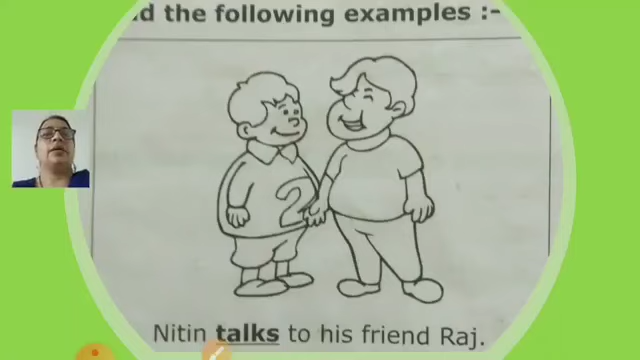 the following examples :-
2
Nitin talks to his friend Raj.